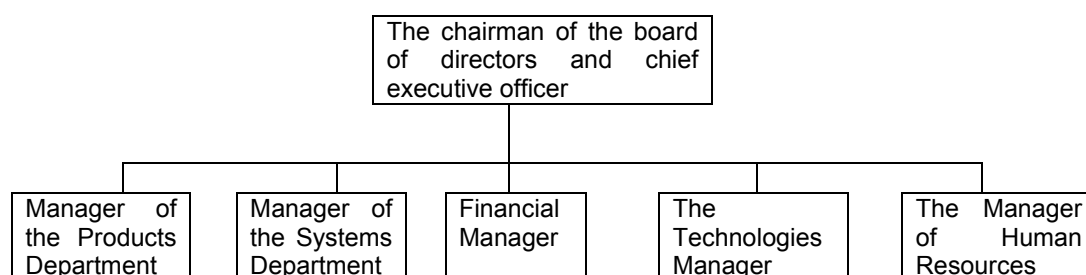 The chairman of the board
of directors and chief
executive officer
Manager of
the Products
Department
Manager of
the Systems
Department
Financial
Manager
The
Technologies
Manager
The Manager
of Human
Resources